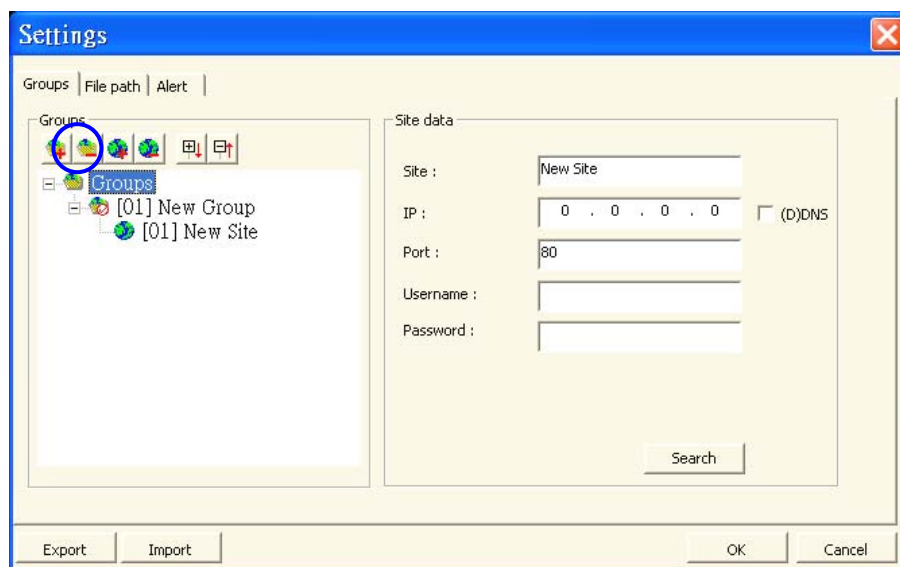 Settings
Groups File path Alert
Groups
Groups
[01] New Group
[01] New Site
Site data
Site : New Site
IP : 0 . 0 . 0 . 0 (D)DNS
Port : 80
Username :
Password :
Search
Export Import OK Cancel